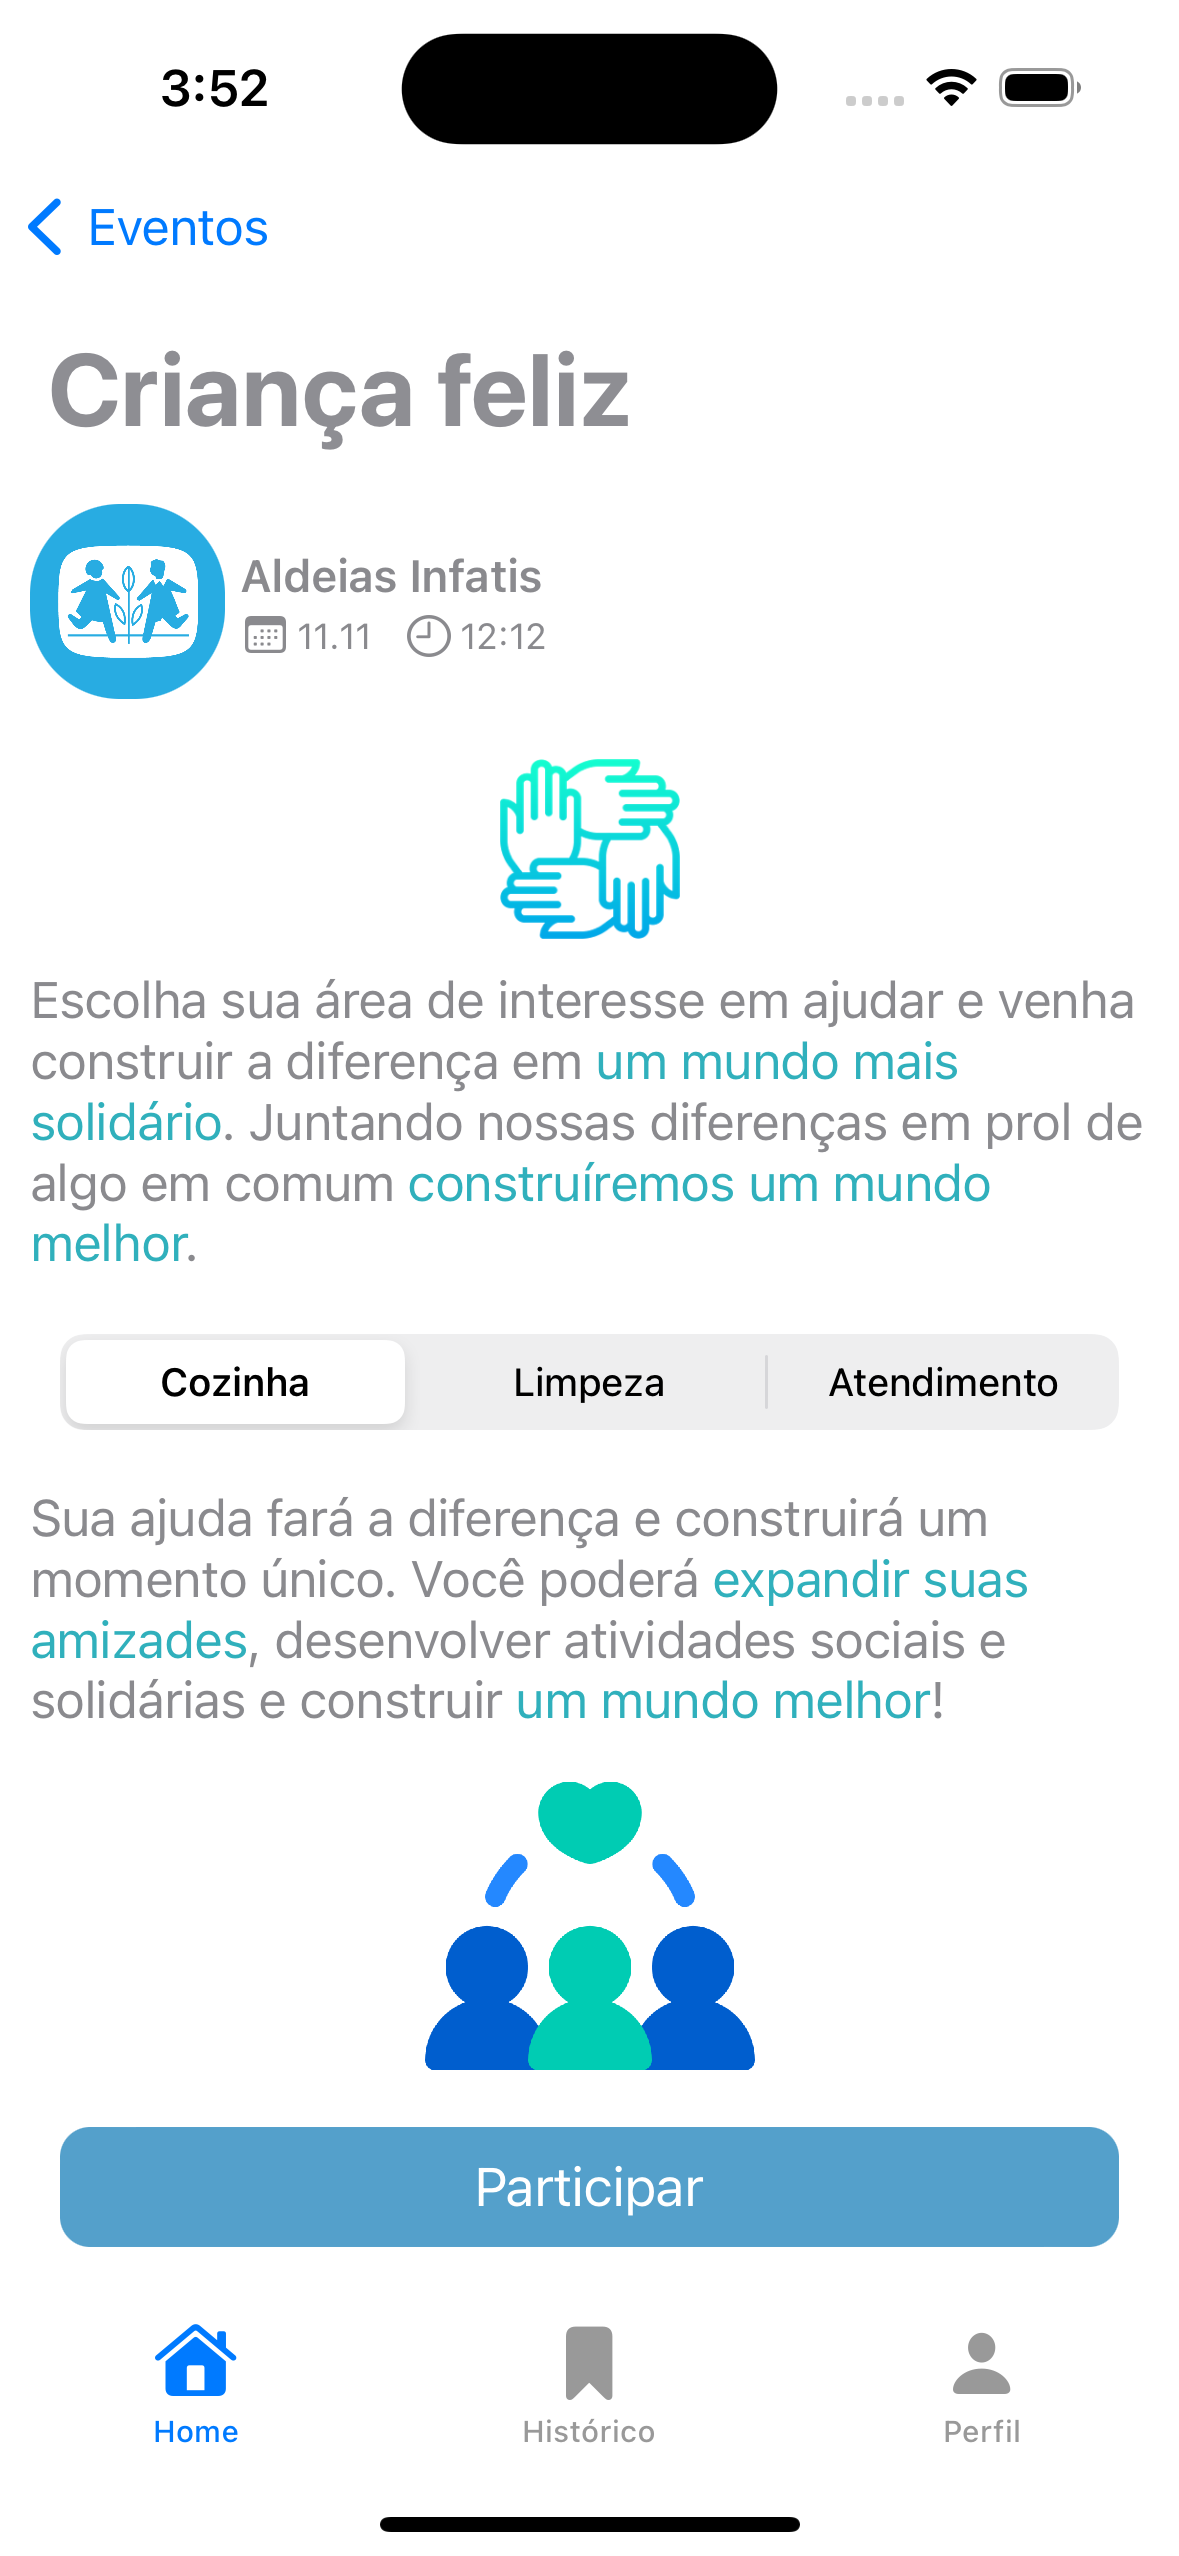 3:52
Eventos
Criança feliz
Aldeias Infatis
11.11 12:12
Escolha sua área de interesse em ajudar e venha
construir a diferença em um mundo mais
solidário. Juntando nossas diferenças em prol de
algo em comum construíremos um mundo
melhor.
Cozinha Limpeza Atendimento
Sua ajuda fará a diferença e construirá um
momento único. Você poderá expandir suas
amizades, desenvolver atividades sociais e
solidárias e construir um mundo melhor!
Participar
Home Histórico Perfil